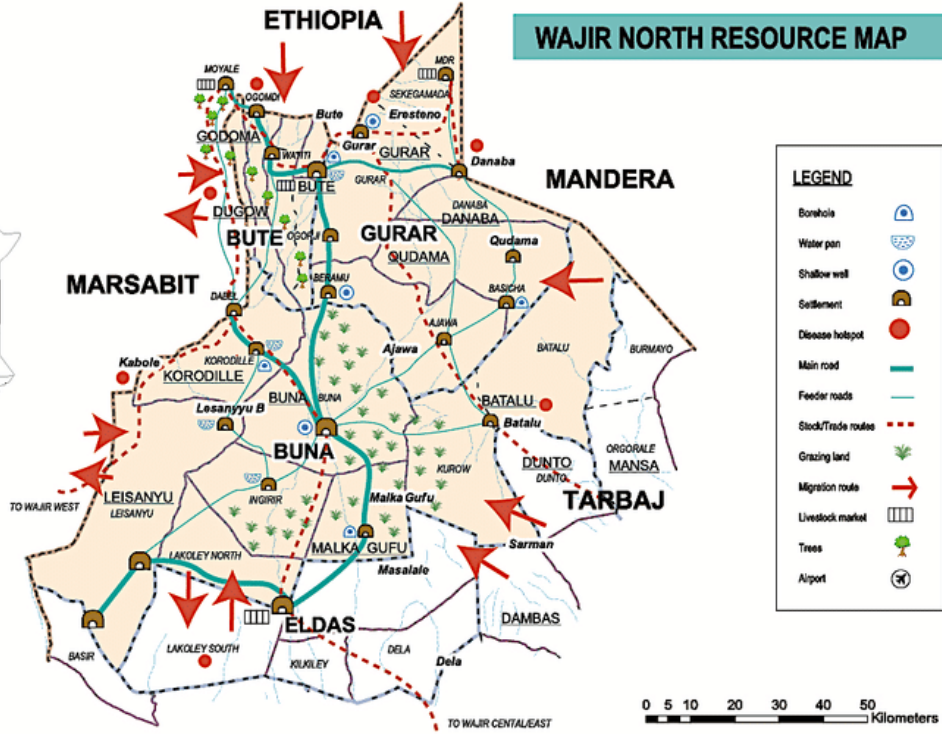 ETHIOPIA
WAJIR NORTH RESOURCE MAP
MOYALE
MDR
OGOMDI
SEKEGAMADA
Bute
Eresteno
GODOMA
Gurar
WATITI
GURAR
Danaba
BUTE
GURAR
MANDERA
DUGOW
DANABA
DANABA
BUTE
OGORJI
GURAR
Qudama
QUDAMA
MARSABIT
BERAMU
BASICHA
DABEL
AJAWA
KORODILLE
Ajawa
BATALU
BURMAYO
Kabole
KORODILLE
BUNA
BUNA
Lesanyyu B
BATALU
Batalu
BUNA
ORGORALE
DUNTO
MANSA
KUROW
DUNTO
TARBAJ
LEISANYU
INGIRIR
Malka Gufu
TO WAJIR WEST
LEISANYU
Sarman
LAKOLEY NORTH
MALKA GUFU
Masalale
DAMBAS
ELDAS
BASIR
LAKOLEY SOUTH
KILKILEY
DELA
Dela
TO WAJIR CENTAL/EAST
LEGEND
Borehole
Water pan
Shallow well
Settlement
Disease hotspot
Main road
Feeder roads
Stock/Trade routes
Grazing land
Migration route
Livestock market
Trees
Airport
0 5 10 20 30 40 50
Kilometers